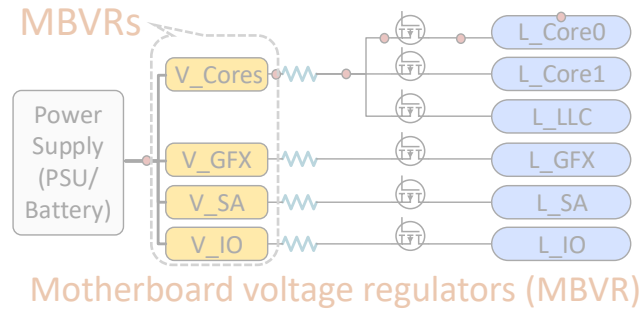 MBVRs
Power
Supply
(PSU/
Battery)
V_Cores
V_GFX
V_SA
V_IO
L_Core0
L_Core1
L_LLC
L_GFX
L_SA
L_IO
Motherboard voltage regulators (MBVR)